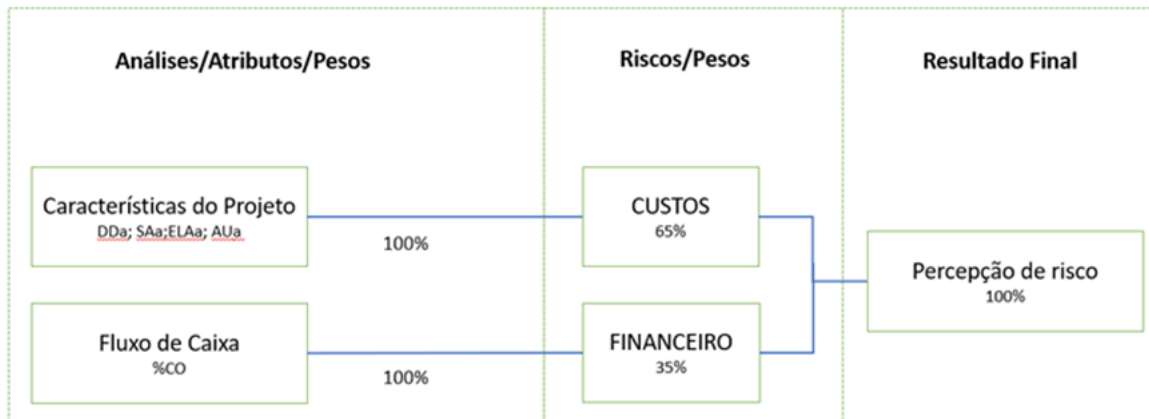 Análises/Atributos/Pesos
Riscos/Pesos
Resultado Final
Características do Projeto
DDa; SAa;ELAa; AUa
100%
CUSTOS
65%
Percepção de risco
100%
Fluxo de Caixa
%CO
100%
FINANCEIRO
35%